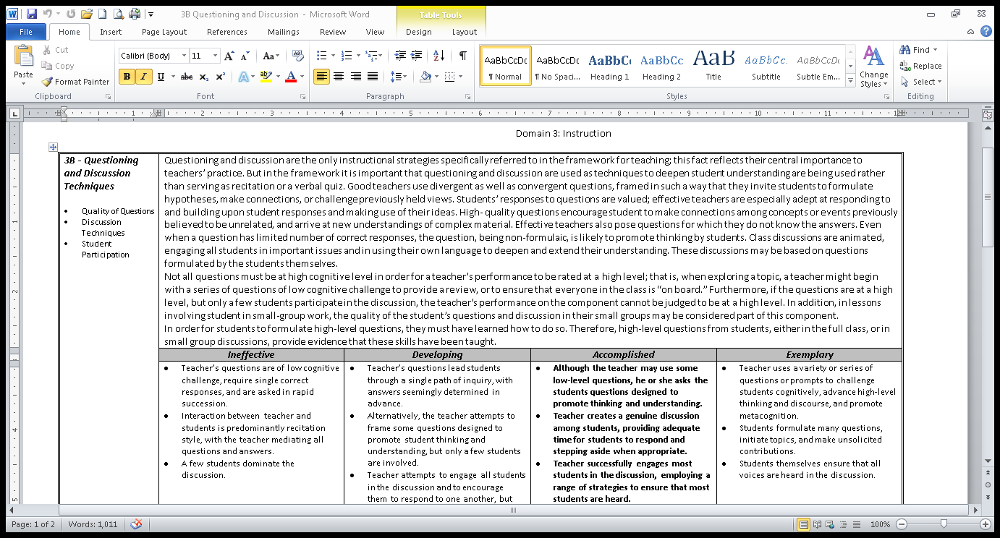 3B Questioning and Discussion - Microsoft Word
Table Tools
File
Home
Insert
Page Layout
References
Mailings
Review
View
Design
Layout
Paste
Cut
Copy
Format Painter
Clipboard
Calibri (Body)
11
Font
Paragraph
AaBbCcDc
¶ Normal
AaBbCcDc
¶ No Spaci...
AaBbC
Heading 1
AaBbCc
Heading 2
AaB
Title
AaBbCc.
Subtitle
AaBbCcDc
Subtle Em...
Change
Styles
Styles
Find
Replace
Select
Editing
Domain 3: Instruction
3B - Questioning
and Discussion
Techniques
• Quality of Questions
• Discussion
Techniques
• Student
Participation
Questioning and discussion are the only instructional strategies specifically referred to in the framework for teaching; this fact reflects their central importance to
teachers' practice. But in the framework it is important that questioning and discussion are used as techniques to deepen student understanding are being used rather
than serving as recitation or a verbal quiz. Good teachers use divergent as well as convergent questions, framed in such a way that they invite students to formulate
hypotheses, make connections, or challenge previously held views. Students' responses to questions are valued; effective teachers are especially adept at responding to
and building upon student responses and making use of their ideas. High- quality questions encourage student to make connections among concepts or events previously
believed to be unrelated, and arrive at new understandings of complex material. Effective teachers also pose questions for which they do not know the answers. Even
when a question has limited number of correct responses, the question, being non-formulaic, is likely to promote thinking by students. Class discussions are animated,
engaging all students in important issues and in using their own language to deepen and extend their understanding. These discussions may be based on questions
formulated by the students themselves.
Not all questions must be at high cognitive level in order for a teacher's performance to be rated at a high level; that is, when exploring a topic, a teacher might begin
with a series of questions of low cognitive challenge to provide a review, or to ensure that everyone in the class is "on board." Furthermore, if the questions are at a high
level, but only a few students participate in the discussion, the teacher's performance on the component cannot be judged to be at a high level. In addition, in lessons
involving student in small-group work, the quality of the student's questions and discussion in their small groups may be considered part of this component.
In order for students to formulate high-level questions, they must have learned how to do so. Therefore, high-level questions from students, either in the full class, or in
small group discussions, provide evidence that these skills have been taught.
Ineffective
• Teacher's questions are of low cognitive
challenge, require single correct
responses, and are asked in rapid
succession.
• Interaction between teacher and
students is predominantly recitation
style, with the teacher mediating all
questions and answers.
• A few students dominate the
discussion.
Developing
• Teacher's questions lead students
through a single path of inquiry, with
answers seemingly determined in
advance.
• Alternatively, the teacher attempts to
frame some questions designed to
promote student thinking and
understanding, but only a few students
are involved.
• Teacher attempts to engage all students
in the discussion and to encourage
them to respond to one another, but
Accomplished
• Although the teacher may use some
low-level questions, he or she asks the
students questions designed to
promote thinking and understanding.
• Teacher creates a genuine discussion
among students, providing adequate
time for students to respond and
stepping aside when appropriate.
• Teacher successfully engages most
students in the discussion, employing a
range of strategies to ensure that most
students are heard.
Exemplary
• Teacher uses a variety or series of
questions or prompts to challenge
students cognitively, advance high-level
thinking and discourse, and promote
metacognition.
• Students formulate many questions,
initiate topics, and make unsolicited
contributions.
• Students themselves ensure that all
voices are heard in the discussion.
Page: 1 of 2
Words: 1,011
100%